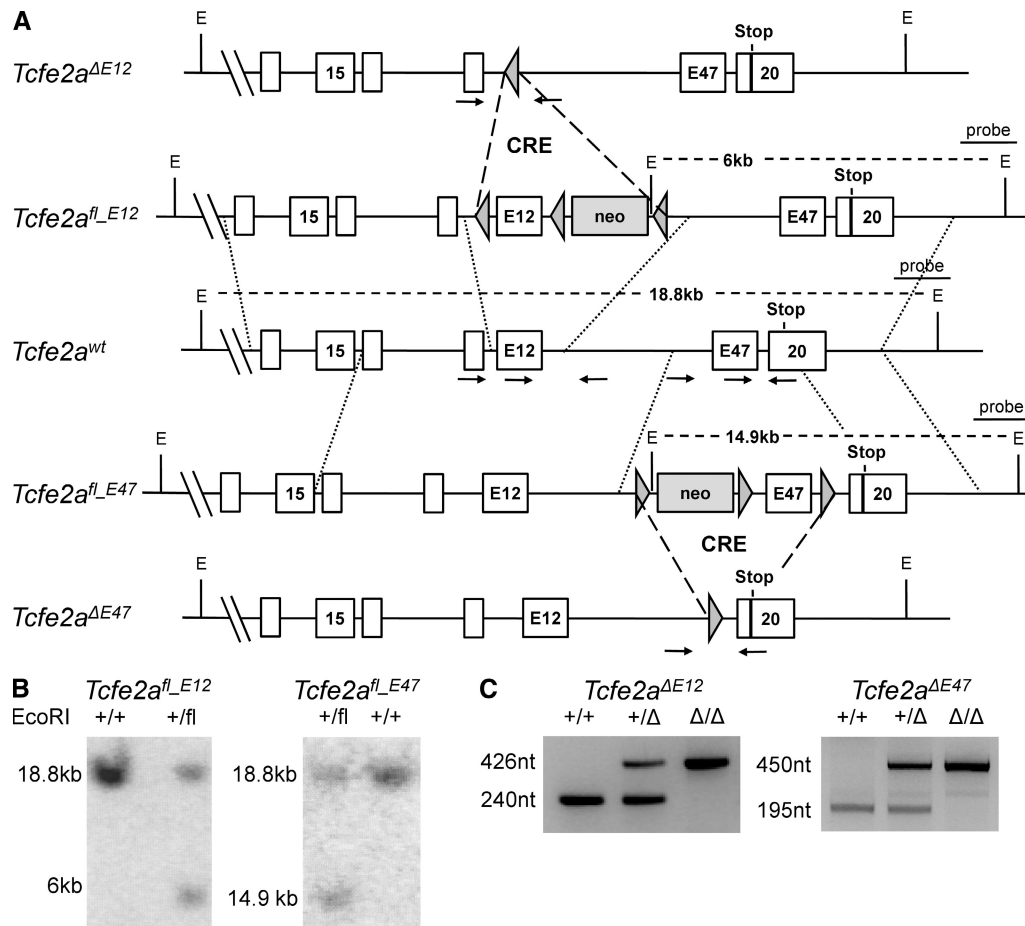 A
E E
Stop
Tcfe2aΔE12 15 E47 20
CRE
probe
E E 6kb E
Stop
Tcfe2afl_E12 15 E12 neo E47 20
probe
E 18.8kb E
Stop
Tcfe2awt 15 E12 E47 20
probe
E E 14.9kb E
Stop
Tcfe2afl_E47 15 E12 neo E47 20
CRE
E Stop E
Tcfe2aΔE47 15 E12 20
B
Tcfe2afl_E12 Tcfe2afl_E47
EcoRI +/+ +/fl +/fl +/+
18.8kb 18.8kb
6kb 14.9 kb
C
Tcfe2aΔE12 Tcfe2aΔE47
+/+ +/Δ Δ/Δ +/+ +/Δ Δ/Δ
426nt 450nt
240nt 195nt